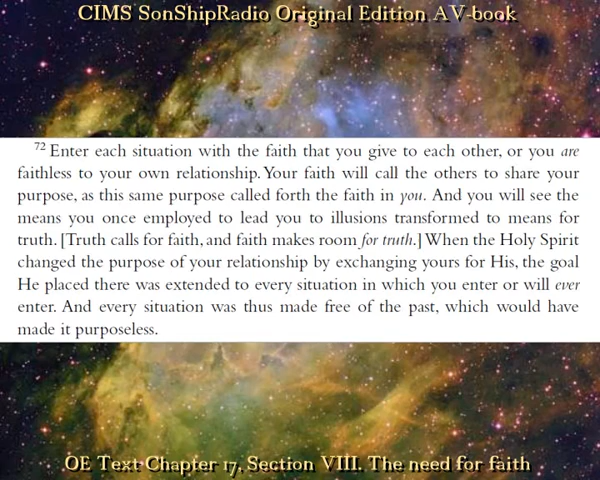 CIMS SonShipRadio Original Edition AV-book
72 Enter each situation with the faith that you give to each other, or you are
faithless to your own relationship. Your faith will call the others to share your
purpose, as this same purpose called forth the faith in you. And you will see the
means you once employed to lead you to illusions transformed to means for
truth. [Truth calls for faith, and faith makes room for truth.] When the Holy Spirit
changed the purpose of your relationship by exchanging yours for His, the goal
He placed there was extended to every situation in which you enter or will ever
enter. And every situation was thus made free of the past, which would have
made it purposeless.
OE Text Chapter 17, Section VIII. The need for faith